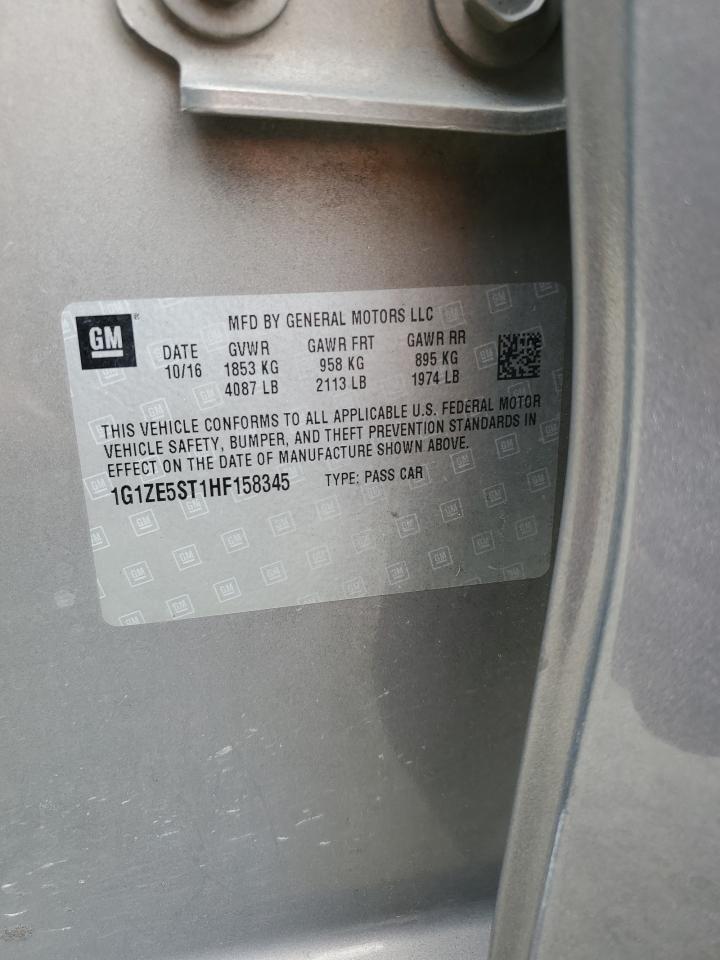 GM
MFD BY GENERAL MOTORS LLC
DATE GVWR GAWR FRT GAWR RR
10/16 1853 KG 958 KG 895 KG
4087 LB 2113 LB 1974 LB
THIS VEHICLE CONFORMS TO ALL APPLICABLE U.S. FEDERAL MOTOR
VEHICLE SAFETY, BUMPER, AND THEFT PREVENTION STANDARDS IN
EFFECT ON THE DATE OF MANUFACTURE SHOWN ABOVE.
1G1ZE5ST1HF158345 TYPE: PASS CAR